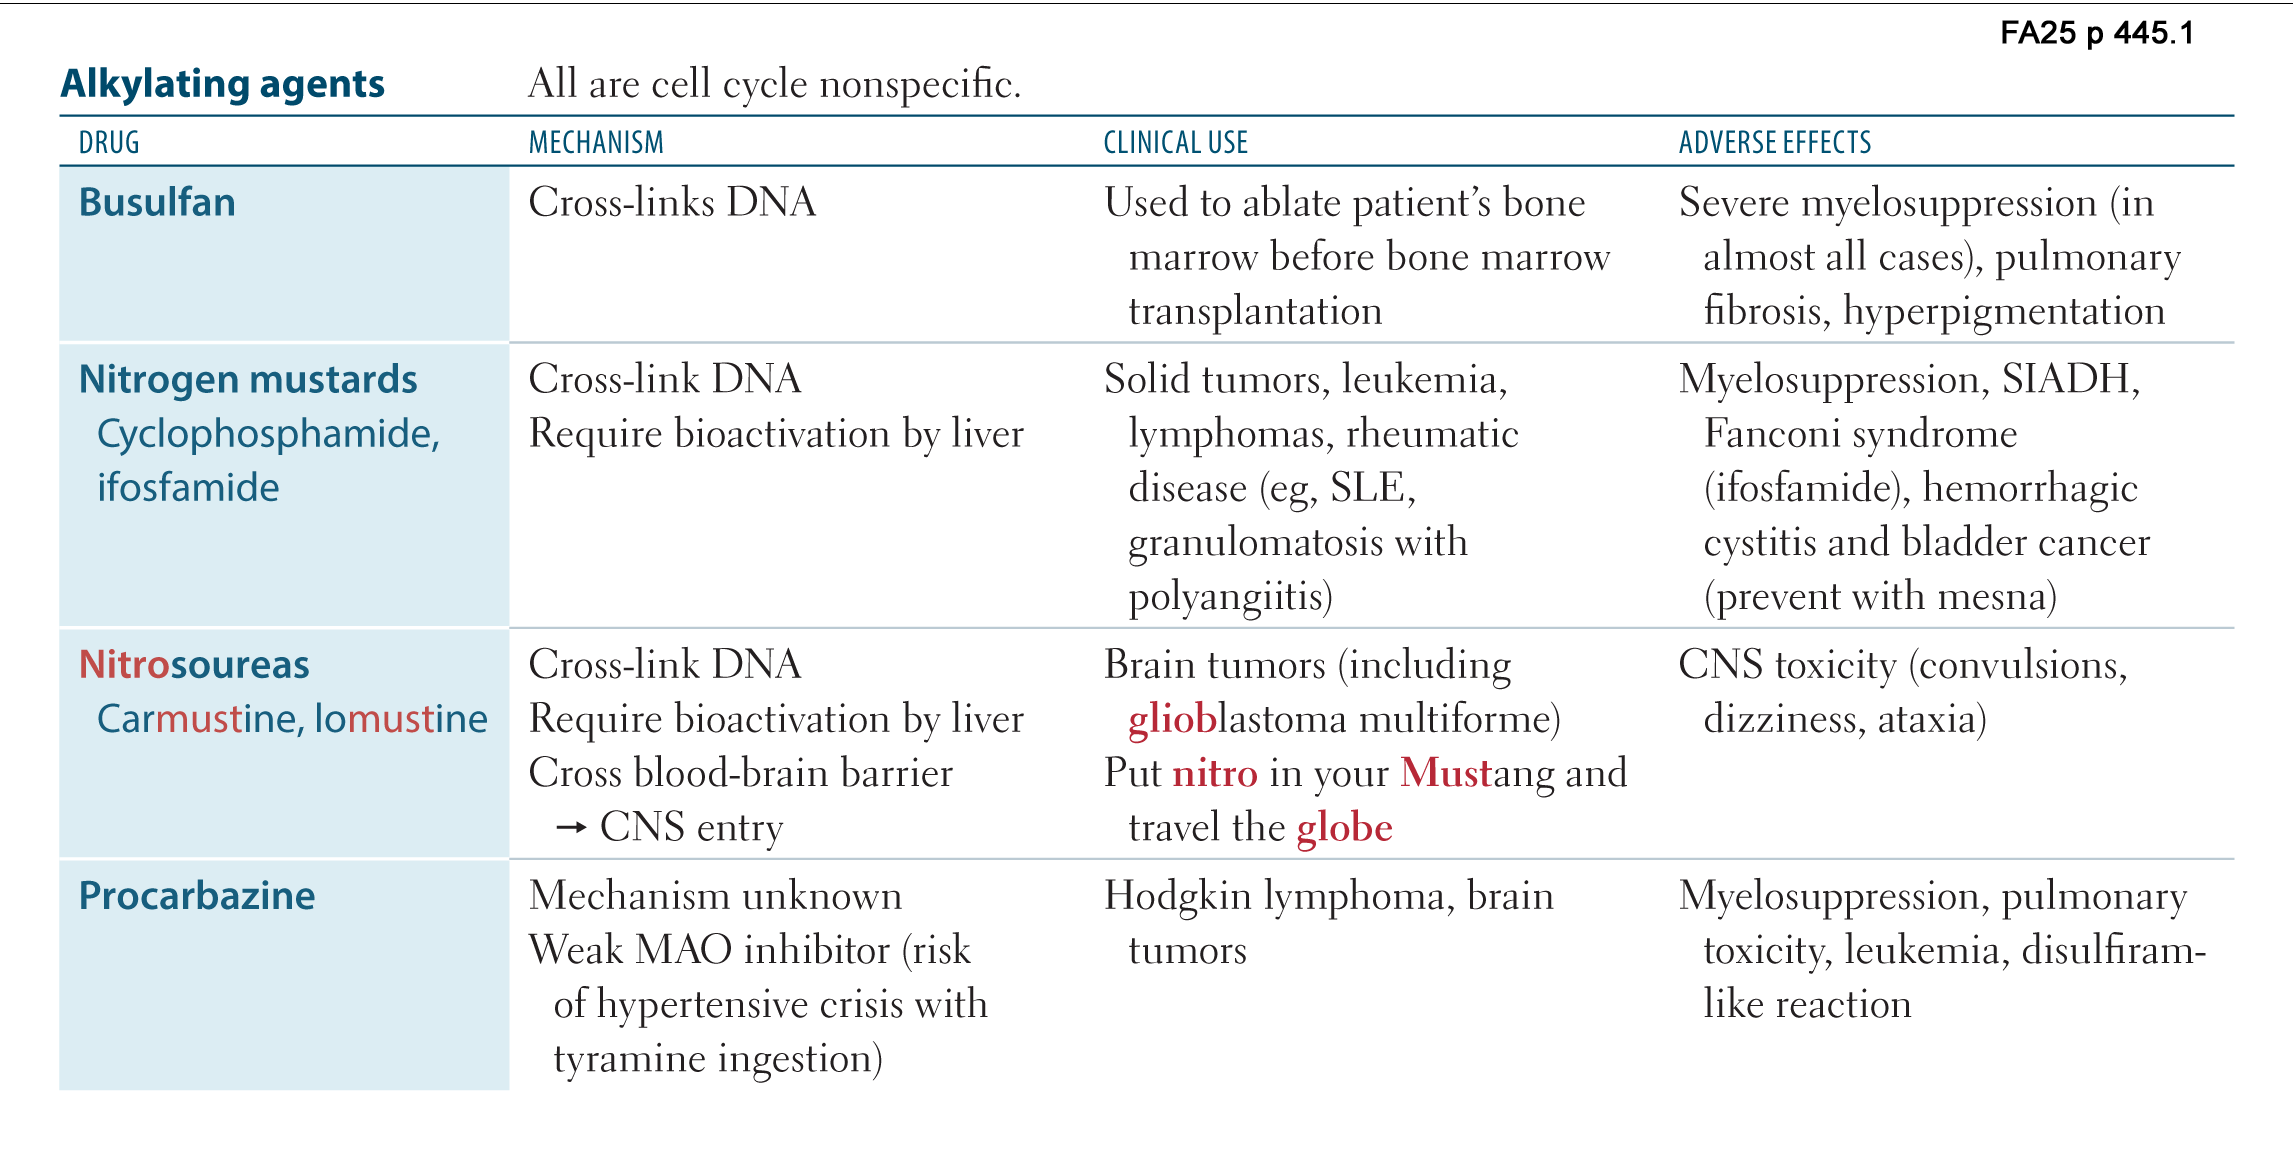 FA25 p 445.1
Alkylating agents All are cell cycle nonspecific.
DRUG MECHANISM CLINICAL USE ADVERSE EFFECTS
Busulfan
Cross-links DNA
Used to ablate patient’s bone
marrow before bone marrow
transplantation
Severe myelosuppression (in
almost all cases), pulmonary
fibrosis, hyperpigmentation
Nitrogen mustards
Cyclophosphamide,
ifosfamide
Cross-link DNA
Require bioactivation by liver
Solid tumors, leukemia,
lymphomas, rheumatic
disease (eg, SLE,
granulomatosis with
polyangiitis)
Myelosuppression, SIADH,
Fanconi syndrome
(ifosfamide), hemorrhagic
cystitis and bladder cancer
(prevent with mesna)
Nitrosoureas
Carmustine, lomustine
Cross-link DNA
Require bioactivation by liver
Cross blood-brain barrier
→ CNS entry
Brain tumors (including
glioblastoma multiforme)
Put nitro in your Mustang and
travel the globe
CNS toxicity (convulsions,
dizziness, ataxia)
Procarbazine
Mechanism unknown
Weak MAO inhibitor (risk
of hypertensive crisis with
tyramine ingestion)
Hodgkin lymphoma, brain
tumors
Myelosuppression, pulmonary
toxicity, leukemia, disulfiram-
like reaction